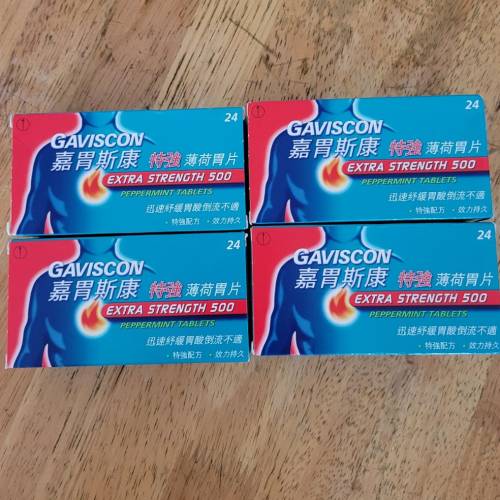 24
GAVISCON
嘉胃斯康 特強 薄荷胃片
EXTRA STRENGTH 500
PEPPERMINT TABLETS
迅速紓緩胃酸倒流不適
·特強配方 ·效力持久
24
GAVISCON
嘉胃斯康 特強 薄荷胃片
EXTRA STRENGTH 500
PEPPERMINT TABLETS
迅速紓緩胃酸倒流不適
·特強配方 ·效力持久
24
GAVISCON
嘉胃斯康 特強 薄荷胃片
EXTRA STRENGTH 500
PEPPERMINT TABLETS
迅速紓緩胃酸倒流不適
·特強配方 ·效力持久
24
GAVISCON
嘉胃斯康 特強 薄荷胃片
EXTRA STRENGTH 500
PEPPERMINT TABLETS
迅速紓緩胃酸倒流不適
·特強配方 ·效力持久